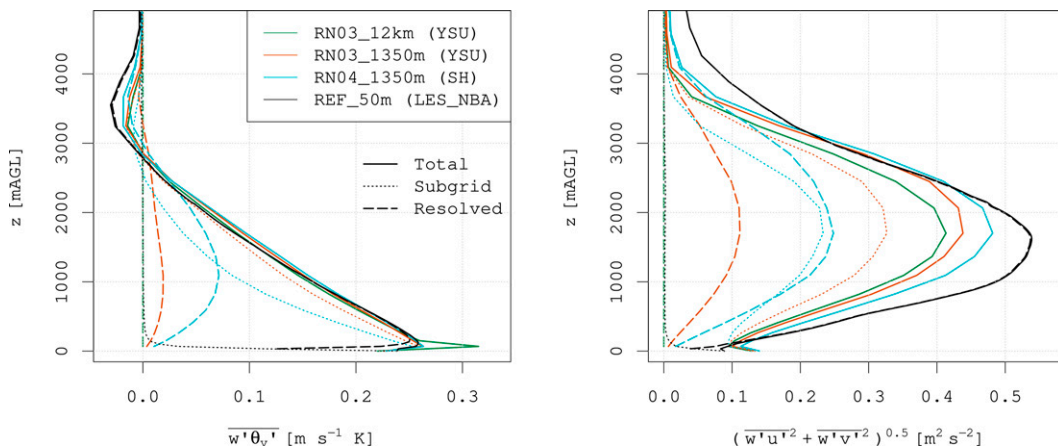 RN03_12km (YSU)
RN03_1350m (YSU)
RN04_1350m (SH)
REF_50m (LES_NBA)
Total
Subgrid
Resolved
z [mAGL]
0 1000 2000 3000 4000
0.0 0.1 0.2 0.3
w'θv' [m s⁻¹ K]
z [mAGL]
0 1000 2000 3000 4000
0.0 0.1 0.2 0.3 0.4 0.5
(w'u'² + w'v'²)⁰·⁵ [m² s⁻²]